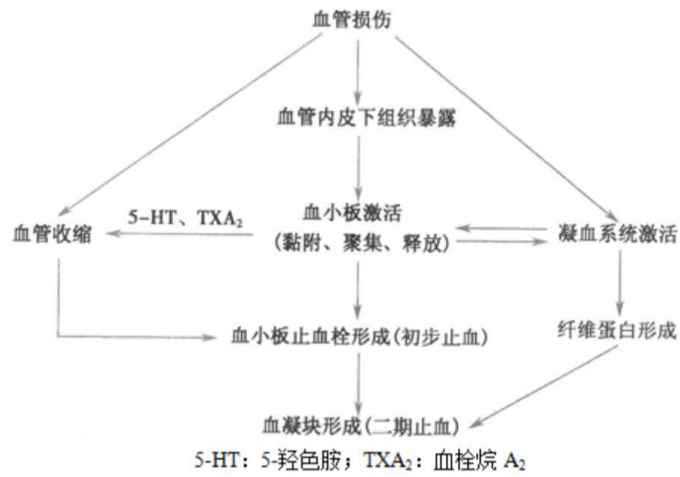 血管损伤
血管内皮下组织暴露
5-HT、TXA₂
血小板激活
血管收缩
(黏附、聚集、释放)
凝血系统激活
血小板止血栓形成(初步止血)
纤维蛋白形成
血凝块形成(二期止血)
5-HT：5-羟色胺；TXA₂：血栓烷 A₂